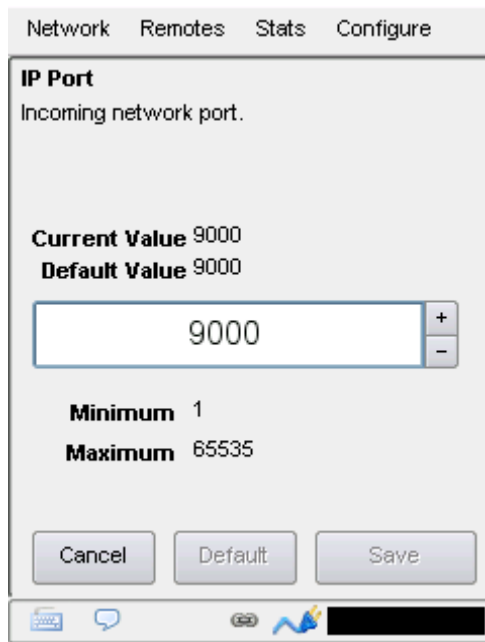 Network Remotes Stats Configure
IP Port
Incoming network port.
Current Value 9000
Default Value 9000
9000 +
−
Minimum 1
Maximum 65535
Cancel Default Save